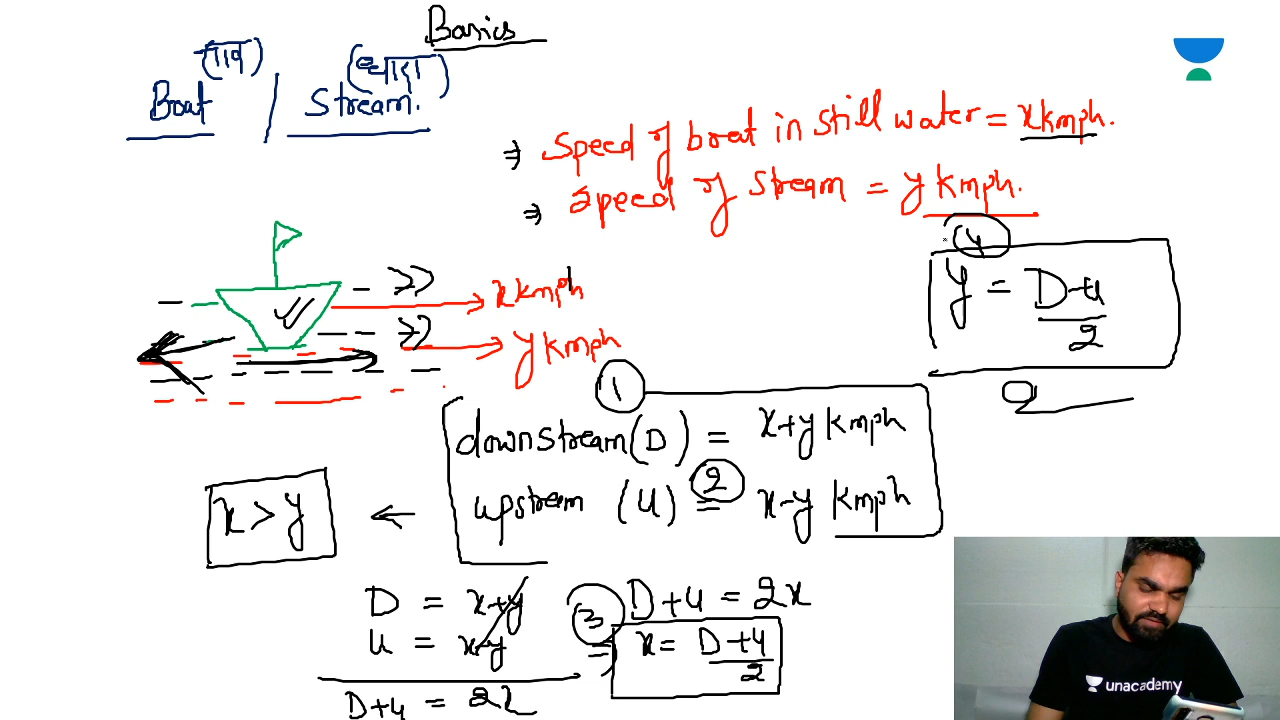 Basics
(नाव) (धारा)
Boat / Stream.
⇒ Speed of boat in still water = x kmph.
⇒ Speed of stream = y kmph.
(4)
y = D-u/2
x kmph
y kmph
(1)
downstream (D) = x+y kmph
(2)
upstream (U) = x-y kmph
x > y ←
D = x+y
U = x-y
D+U = 2x
(3) D+U = 2x
⇒ x = D+U/2
unacademy